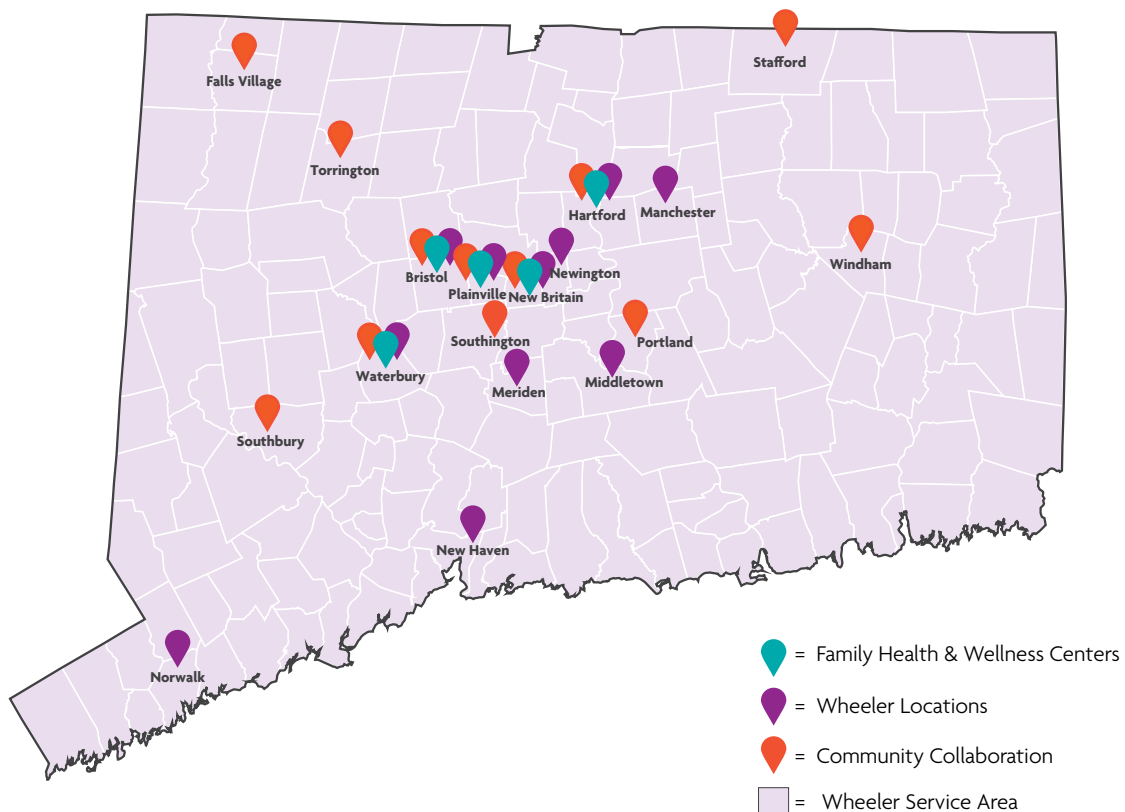 Stafford
Falls Village
Torrington
Hartford
Manchester
Windham
Bristol
Newington
Plainville
New Britain
Southington
Portland
Waterbury
Meriden
Middletown
Southbury
New Haven
Norwalk
= Family Health & Wellness Centers
= Wheeler Locations
= Community Collaboration
= Wheeler Service Area